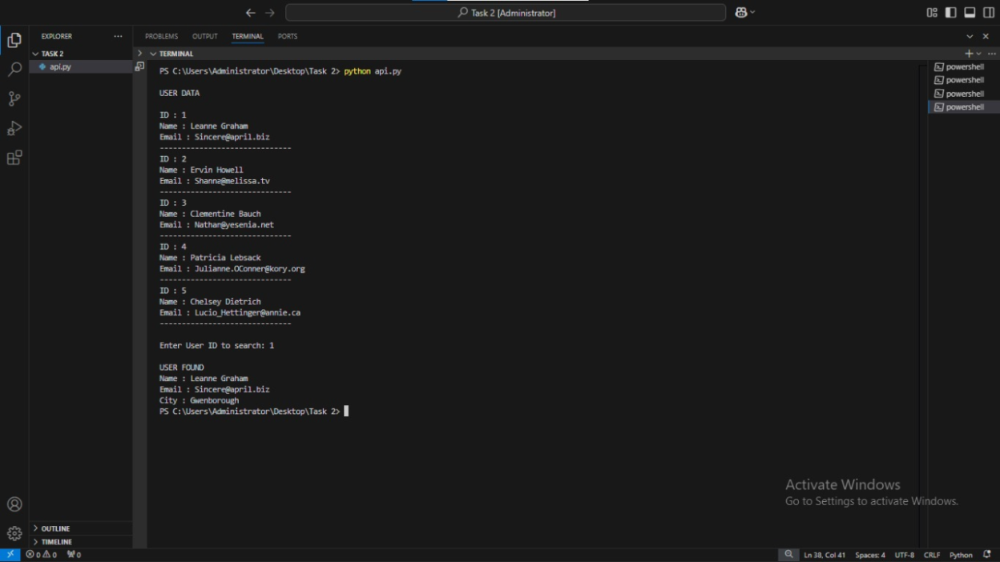 Task 2 [Administrator]
EXPLORER
TASK 2
api.py
OUTLINE
TIMELINE
PROBLEMS OUTPUT TERMINAL PORTS
TERMINAL
PS C:\Users\Administrator\Desktop\Task 2> python api.py
USER DATA
ID : 1
Name : Leanne Graham
Email : Sincere@april.biz
------------------------------
ID : 2
Name : Ervin Howell
Email : Shanna@melissa.tv
------------------------------
ID : 3
Name : Clementine Bauch
Email : Nathan@yesenia.net
------------------------------
ID : 4
Name : Patricia Lebsack
Email : Julianne.OConner@kory.org
------------------------------
ID : 5
Name : Chelsey Dietrich
Email : Lucio_Hettinger@annie.ca
------------------------------
Enter User ID to search: 1
USER FOUND
Name : Leanne Graham
Email : Sincere@april.biz
City : Gwenborough
PS C:\Users\Administrator\Desktop\Task 2>
powershell
powershell
powershell
powershell
Activate Windows
Go to Settings to activate Windows.
0 0 0 Ln 38, Col 41 Spaces: 4 UTF-8 CRLF Python